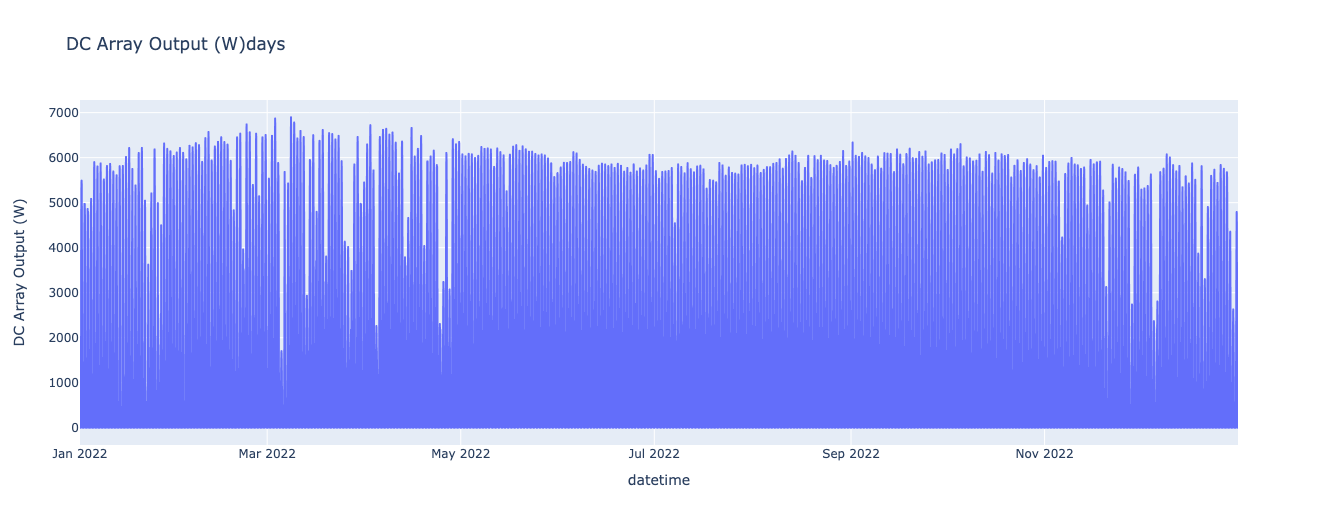 DC Array Output (W)days
DC Array Output (W)
7000
6000
5000
4000
3000
2000
1000
0
Jan 2022 Mar 2022 May 2022 Jul 2022 Sep 2022 Nov 2022
datetime